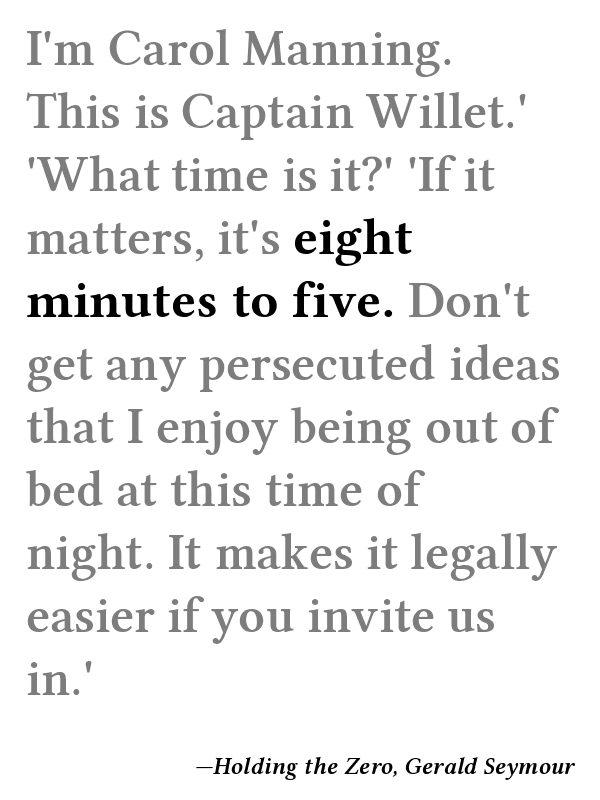 I'm Carol Manning.
This is Captain Willet.'
'What time is it?' 'If it
matters, it's eight
minutes to five. Don't
get any persecuted ideas
that I enjoy being out of
bed at this time of
night. It makes it legally
easier if you invite us
in.'
—Holding the Zero, Gerald Seymour